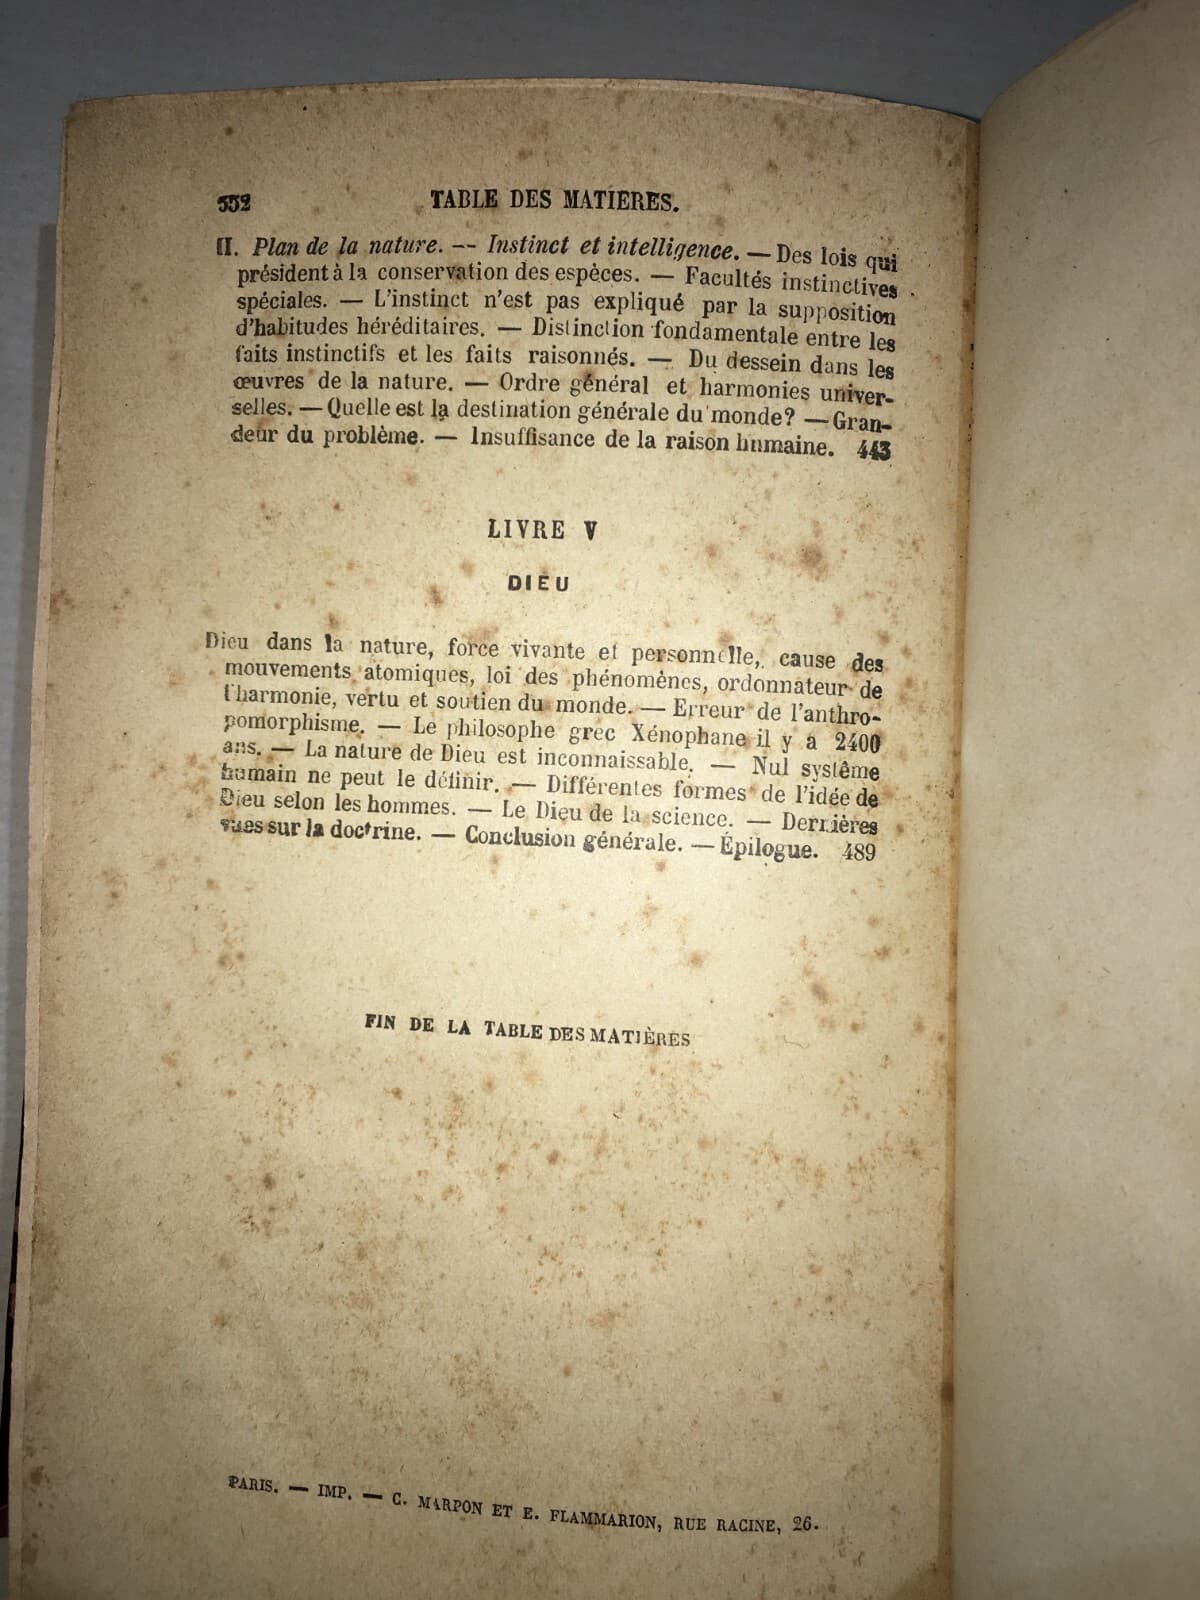 552 TABLE DES MATIÈRES.
II. Plan de la nature. — Instinct et intelligence. — Des lois qui
président à la conservation des espèces. — Facultés instinctives
spéciales. — L'instinct n'est pas expliqué par la supposition
d'habitudes héréditaires. — Distinction fondamentale entre les
faits instinctifs et les faits raisonnés. — Du dessein dans les
œuvres de la nature. — Ordre général et harmonies univer-
selles. — Quelle est la destination générale du monde? — Gran-
deur du problème. — Insuffisance de la raison humaine. 443
LIVRE V
DIEU
Dieu dans la nature, force vivante et personnelle, cause des
mouvements atomiques, loi des phénomènes, ordonnateur de
l'harmonie, vertu et soutien du monde. — Erreur de l'anthro-
pomorphisme. — Le philosophe grec Xénophane il y a 2400
ans. — La nature de Dieu est inconnaissable. — Nul système
humain ne peut le définir. — Différentes formes de l'idée de
Dieu selon les hommes. — Le Dieu de la science. — Dernières
vues sur la doctrine. — Conclusion générale. — Épilogue. 489
FIN DE LA TABLE DES MATIÈRES
PARIS. — IMP. — C. MARPON ET E. FLAMMARION, RUE RACINE, 26.